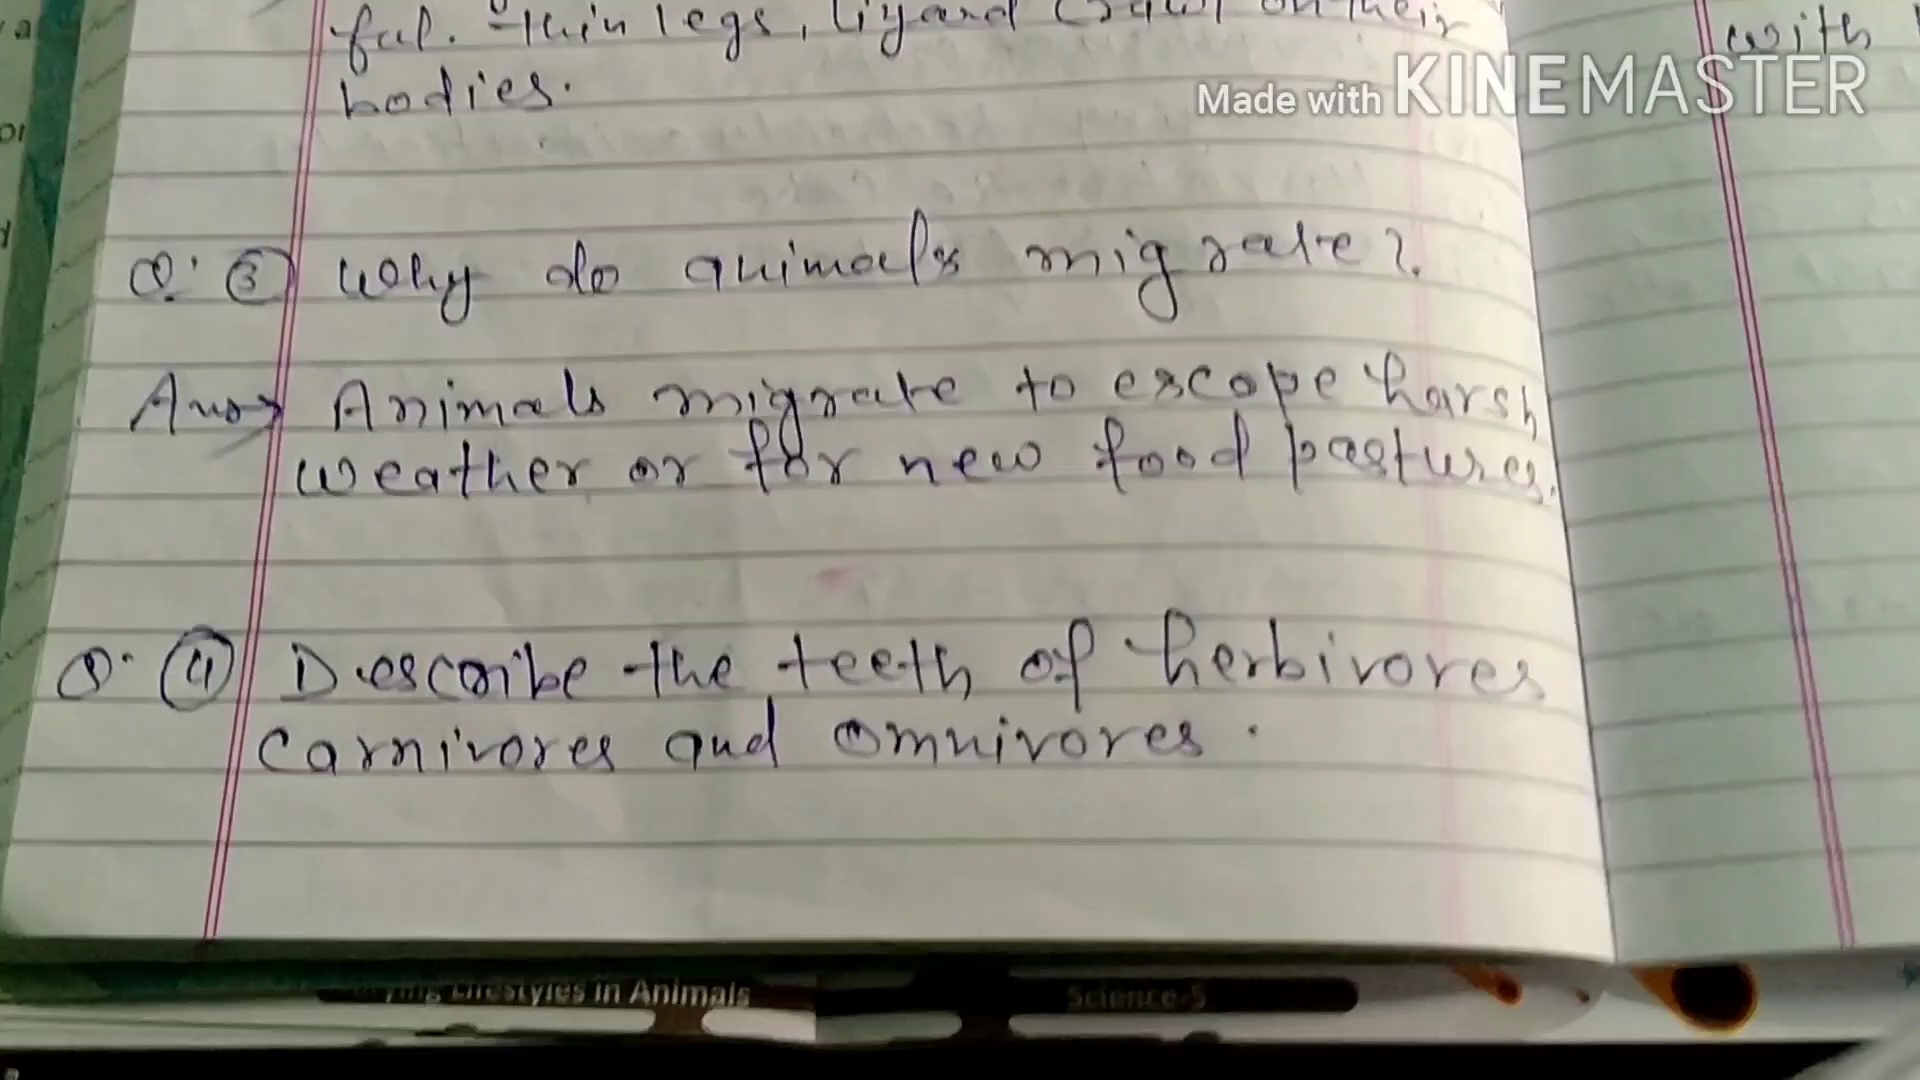 ful. thin legs, lizard crawl on their
bodies.
with
Made with KINEMASTER
Q. 3 Why do animals migrate?
Ans → Animals migrate to escape harsh
weather or for new food pastures.
Q. 4 Describe the teeth of herbivores
carnivores and omnivores.
Lifestyles in Animals
Science-5